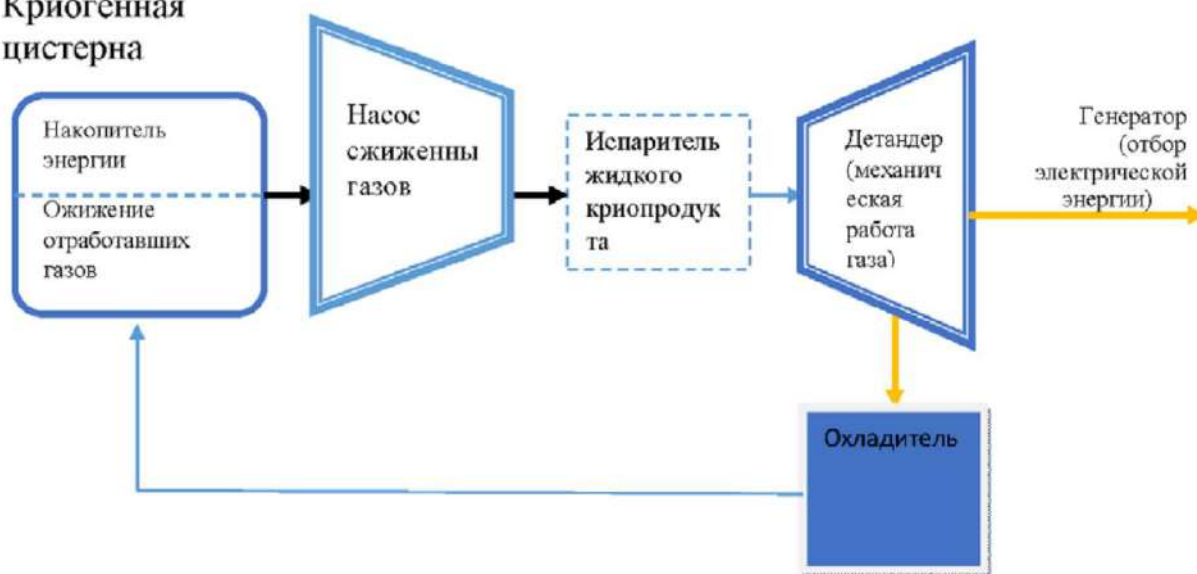 Криогенная
цистерна
Накопитель
энергии
Ожижение
отработавших
газов
Насос
сжиженны
газов
Испаритель
жидкого
криопродук
та
Детандер
(механич
еская
работа
газа)
Генератор
(отбор
электрической
энергии)
Охладитель